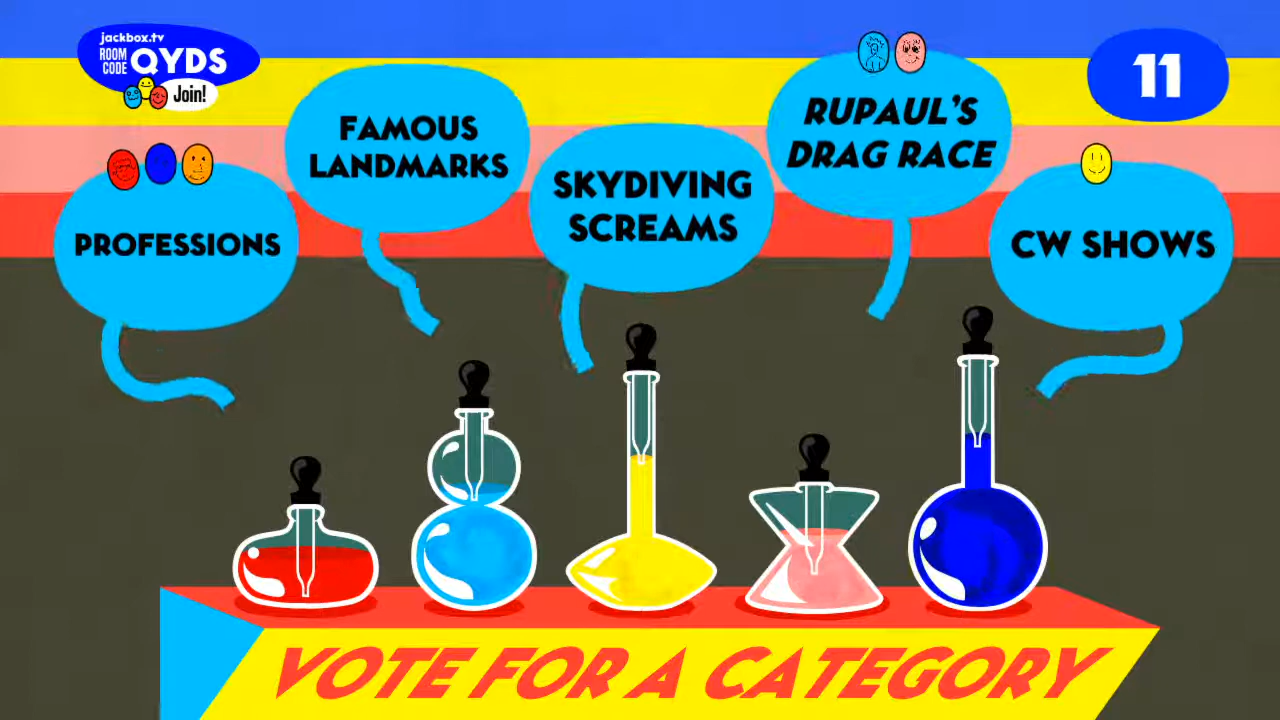 jackbox.tv
ROOM
CODE
QYDS
Join!
11
PROFESSIONS
FAMOUS
LANDMARKS
SKYDIVING
SCREAMS
RUPAUL'S
DRAG RACE
CW SHOWS
VOTE FOR A CATEGORY